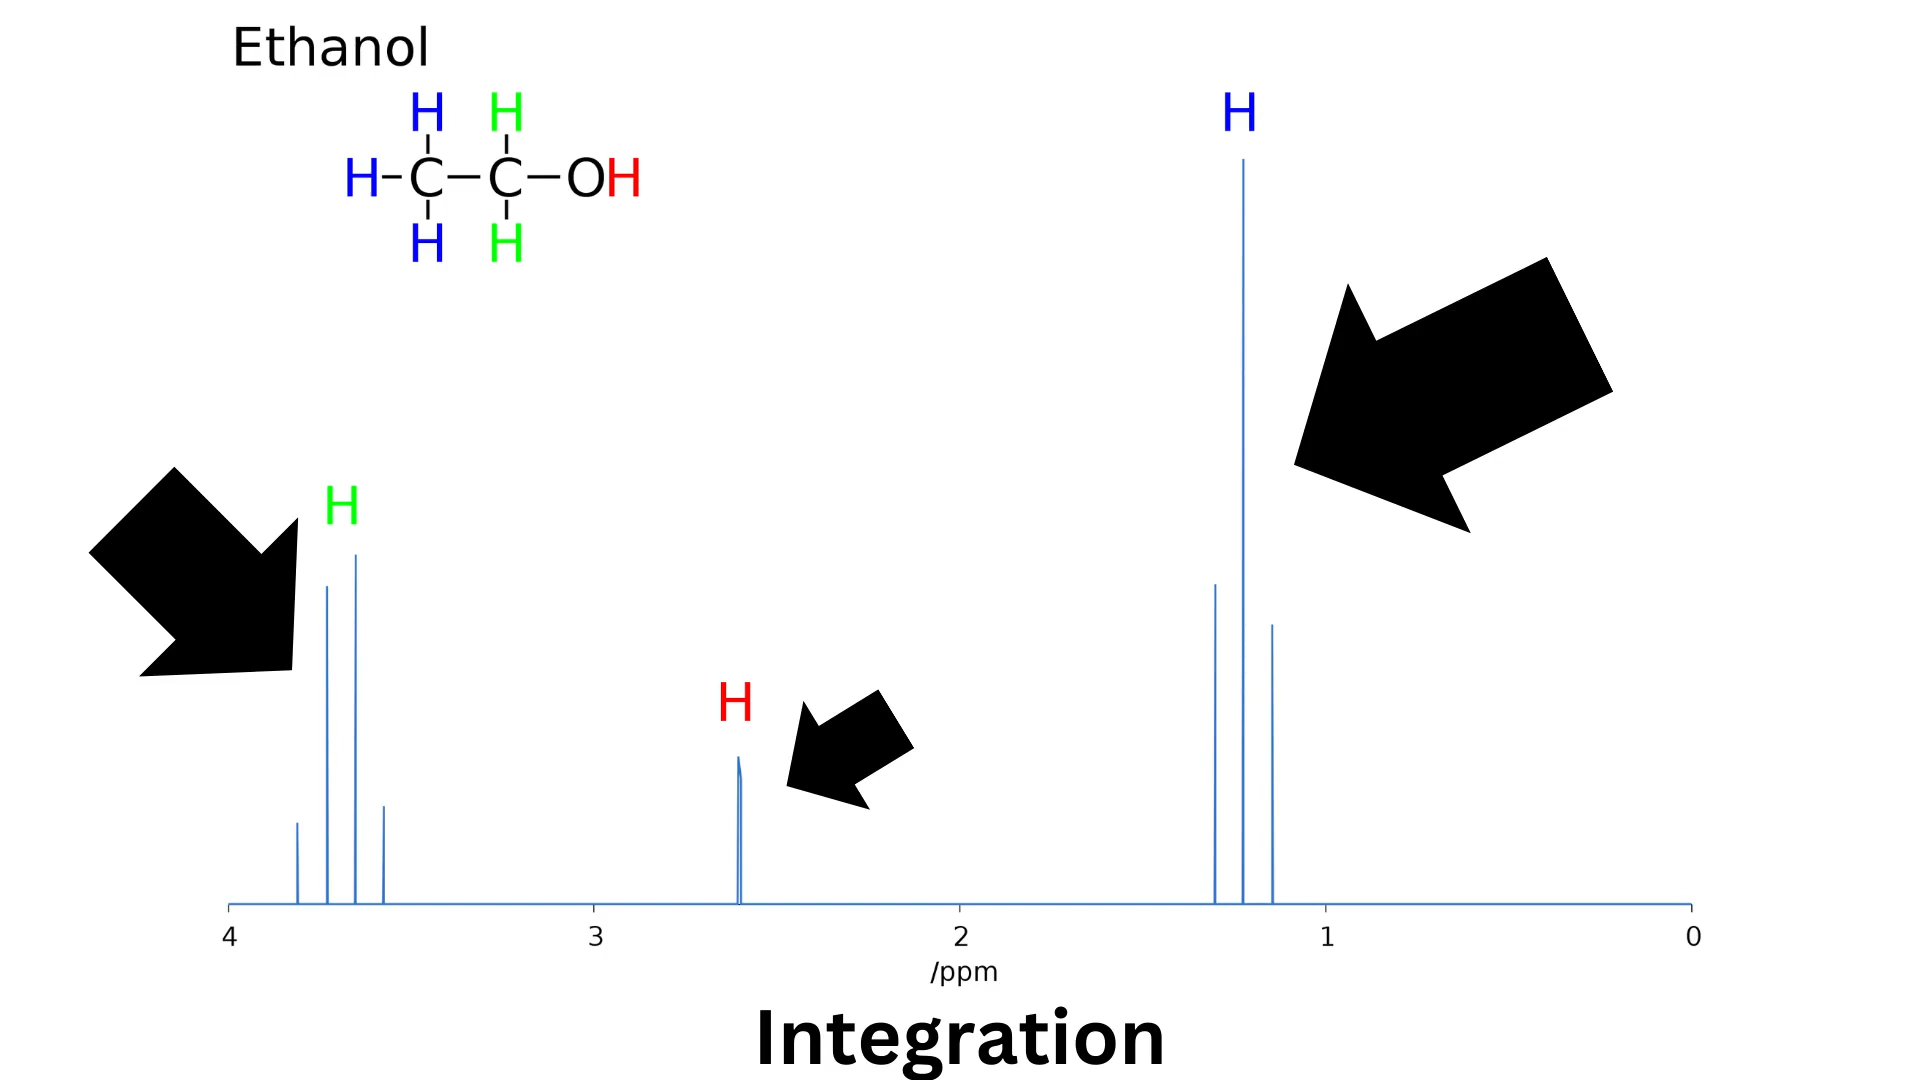 Ethanol
H H
H-C-C-OH
H H
H
H
H
4 3 2 1 0
/ppm
Integration